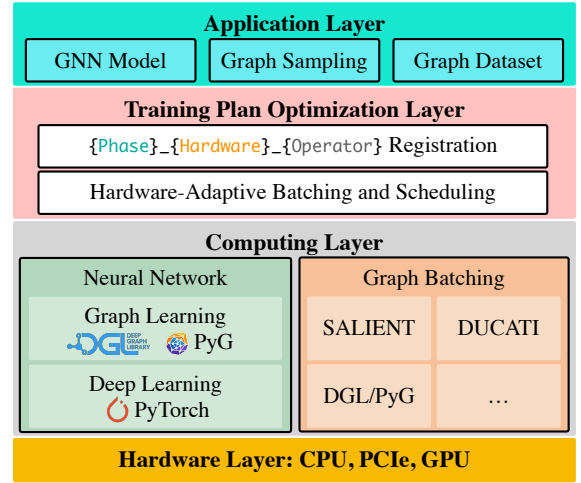 Application Layer
GNN Model
Graph Sampling
Graph Dataset
Training Plan Optimization Layer
{Phase}_{Hardware}_{Operator} Registration
Hardware-Adaptive Batching and Scheduling
Computing Layer
Neural Network
Graph Learning
DGL DEEP GRAPH LIBRARY PyG
Deep Learning
PyTorch
Graph Batching
SALIENT
DUCATI
DGL/PyG
…
Hardware Layer: CPU, PCIe, GPU